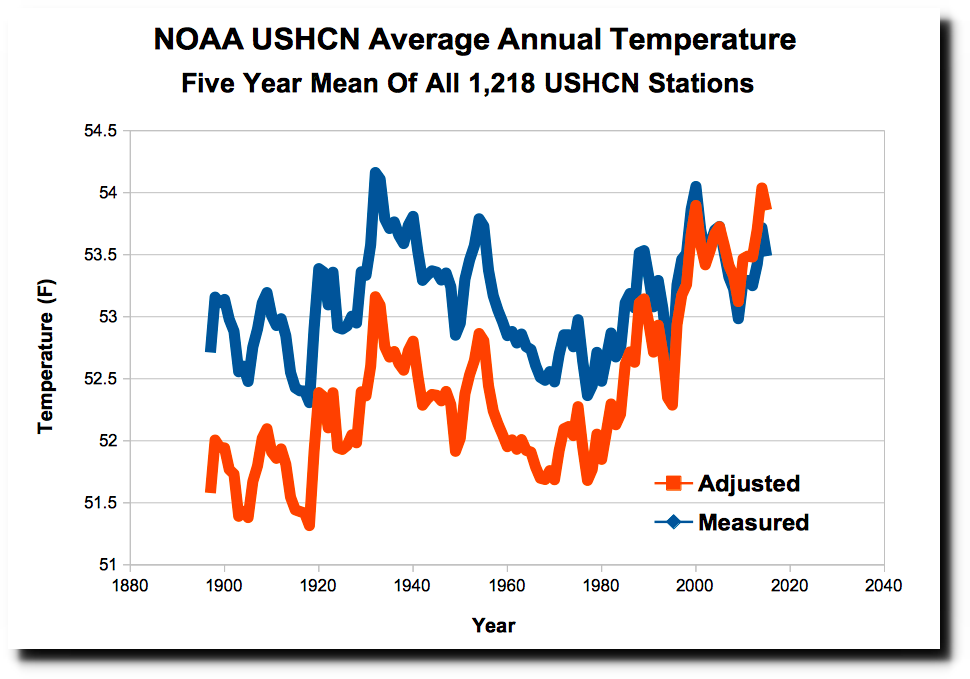 NOAA USHCN Average Annual Temperature
Five Year Mean Of All 1,218 USHCN Stations
54.5
54
53.5
53
52.5
52
51.5
51
Temperature (F)
Adjusted
Measured
1880 1900 1920 1940 1960 1980 2000 2020 2040
Year